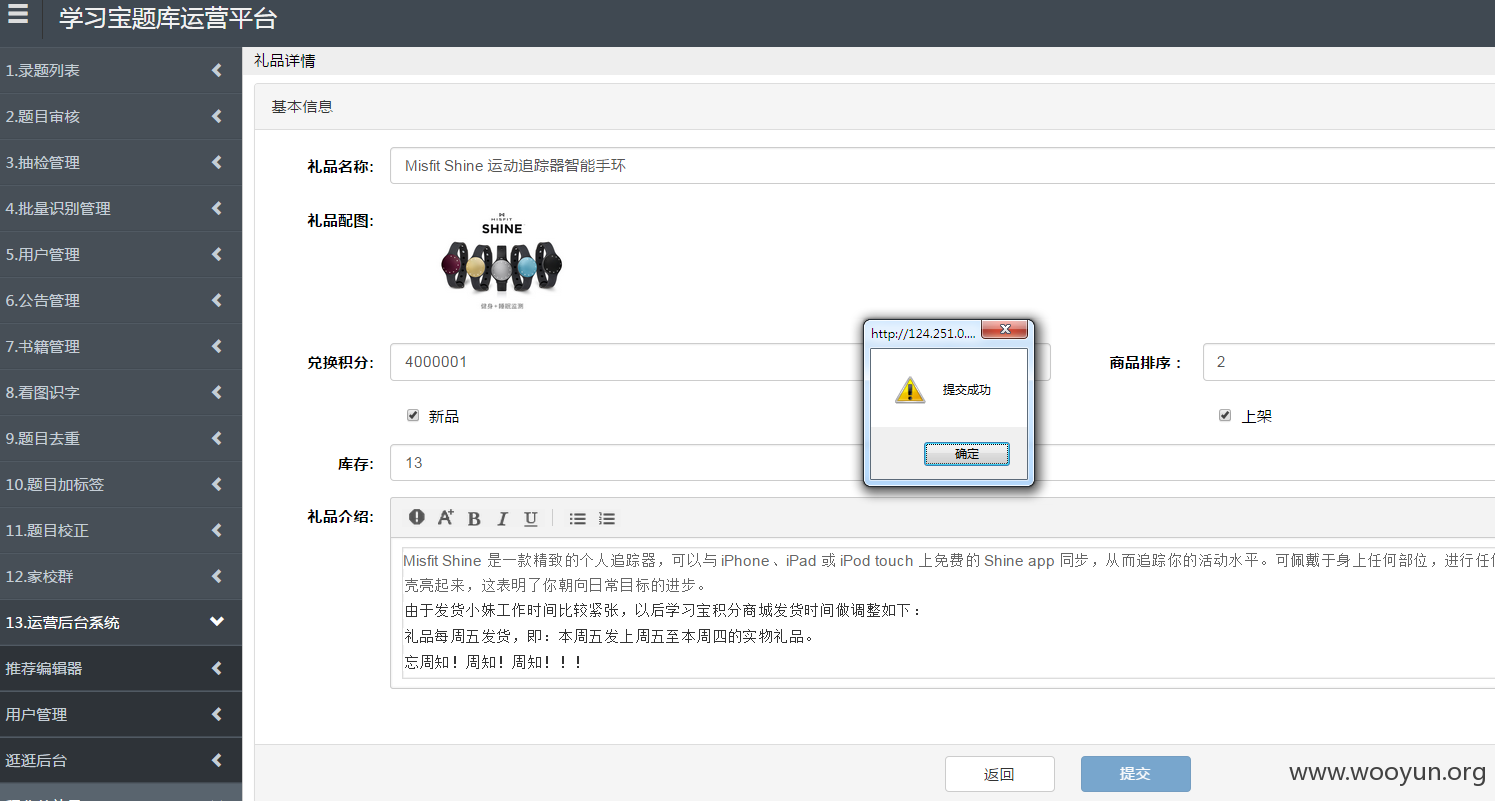 学习宝题库运营平台
1.录题列表
2.题目审核
3.抽检管理
4.批量识别管理
5.用户管理
6.公告管理
7.书籍管理
8.看图识字
9.题目去重
10.题目加标签
11.题目校正
12.家校群
13.运营后台系统
推荐编辑器
用户管理
逛逛后台
礼品详情
基本信息
礼品名称: Misfit Shine 运动追踪器智能手环
礼品配图:
MISFIT
SHINE
健身+睡眠监测
兑换积分: 4000001
商品排序： 2
新品
上架
库存: 13
礼品介绍:
Misfit Shine 是一款精致的个人追踪器，可以与 iPhone、iPad 或 iPod touch 上免费的 Shine app 同步，从而追踪你的活动水平。可佩戴于身上任何部位，进行任
亮亮起来，这表明了你朝向日常目标的进步。
由于发货小妹工作时间比较紧张，以后学习宝积分商城发货时间做调整如下：
礼品每周五发货，即：本周五发上周五至本周四的实物礼品。
忘周知！周知！周知！！！
http://124.251.0....
提交成功
确定
返回
提交
www.wooyun.org